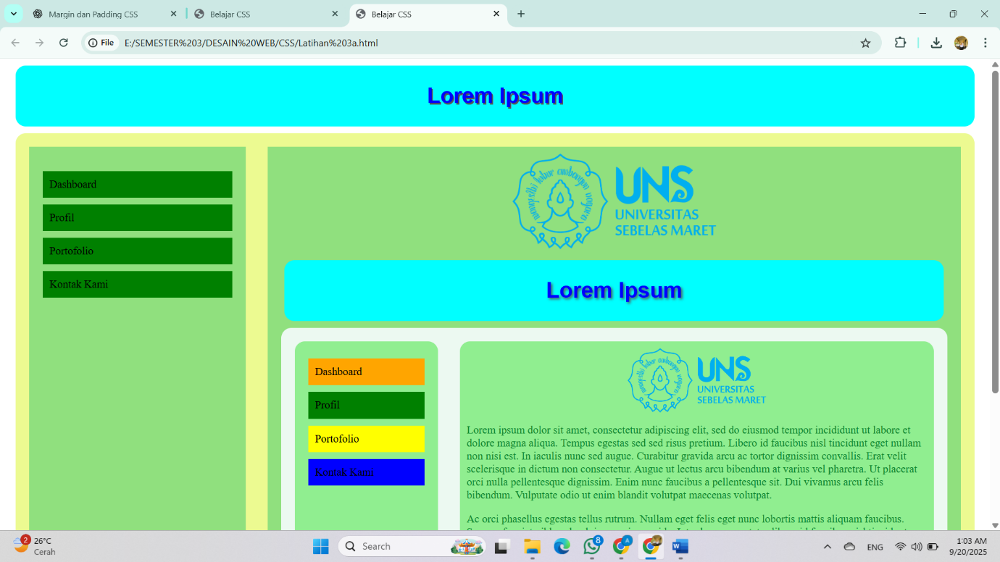 Margin dan Padding CSS
Belajar CSS
Belajar CSS
File
E:/SEMESTER%203/DESAIN%20WEB/CSS/Latihan%203a.html
Lorem Ipsum
Dashboard
Profil
Portofolio
Kontak Kami
UNS
UNIVERSITAS
SEBELAS MARET
Lorem Ipsum
Dashboard
Profil
Portofolio
Kontak Kami
UNS
UNIVERSITAS
SEBELAS MARET
Lorem ipsum dolor sit amet, consectetur adipiscing elit, sed do eiusmod tempor incididunt ut labore et
dolore magna aliqua. Tempus egestas sed sed risus pretium. Libero id faucibus nisl tincidunt eget nullam
non nisi est. In iaculis nunc sed augue. Curabitur gravida arcu ac tortor dignissim convallis. Erat velit
scelerisque in dictum non consectetur. Augue ut lectus arcu bibendum at varius vel pharetra. Ut placerat
orci nulla pellentesque dignissim. Enim nunc faucibus a pellentesque sit. Dui vivamus arcu felis
bibendum. Vulputate odio ut enim blandit volutpat maecenas volutpat.
Ac orci phasellus egestas tellus rutrum. Nullam eget felis eget nunc lobortis mattis aliquam faucibus.
2
26°C
Cerah
Search
8
A
ENG
1:03 AM
9/20/2025